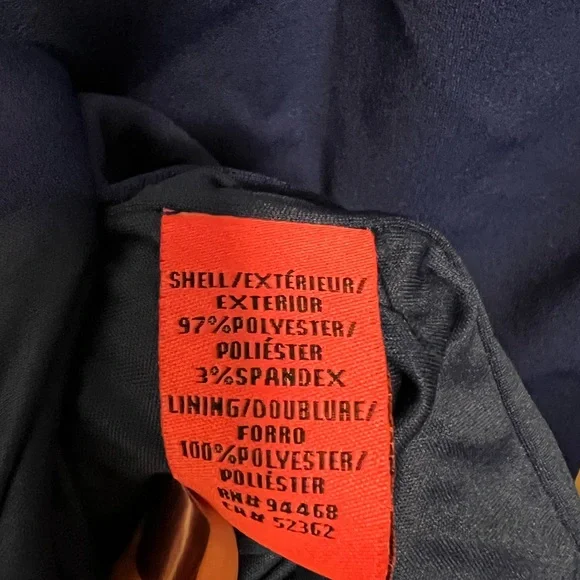 SHELL/EXTÉRIEUR/
EXTERIOR
97%POLYESTER/
POLIÉSTER
3%SPANDEX
LINING/DOUBLURE/
FORRO
100%POLYESTER/
POLIÉSTER
RN# 94468
CA# 52362